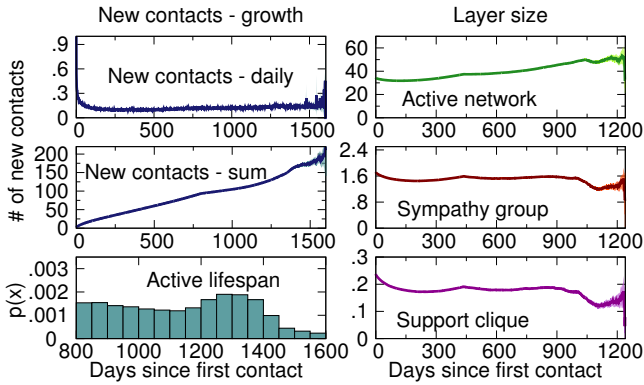 New contacts - growth
Layer size
# of new contacts
.9
.6
.3
0
New contacts - daily
0 500 1000 1500
200
150
100
50
0
New contacts - sum
0 500 1000 1500
p(x)
.003
.002
.001
0
Active lifespan
800 1000 1200 1400 1600
Days since first contact
60
40
20
0
Active network
0 300 600 900 1200
2.4
1.6
.8
0
Sympathy group
0 300 600 900 1200
.3
.2
.1
0
Support clique
0 300 600 900 1200
Days since first contact